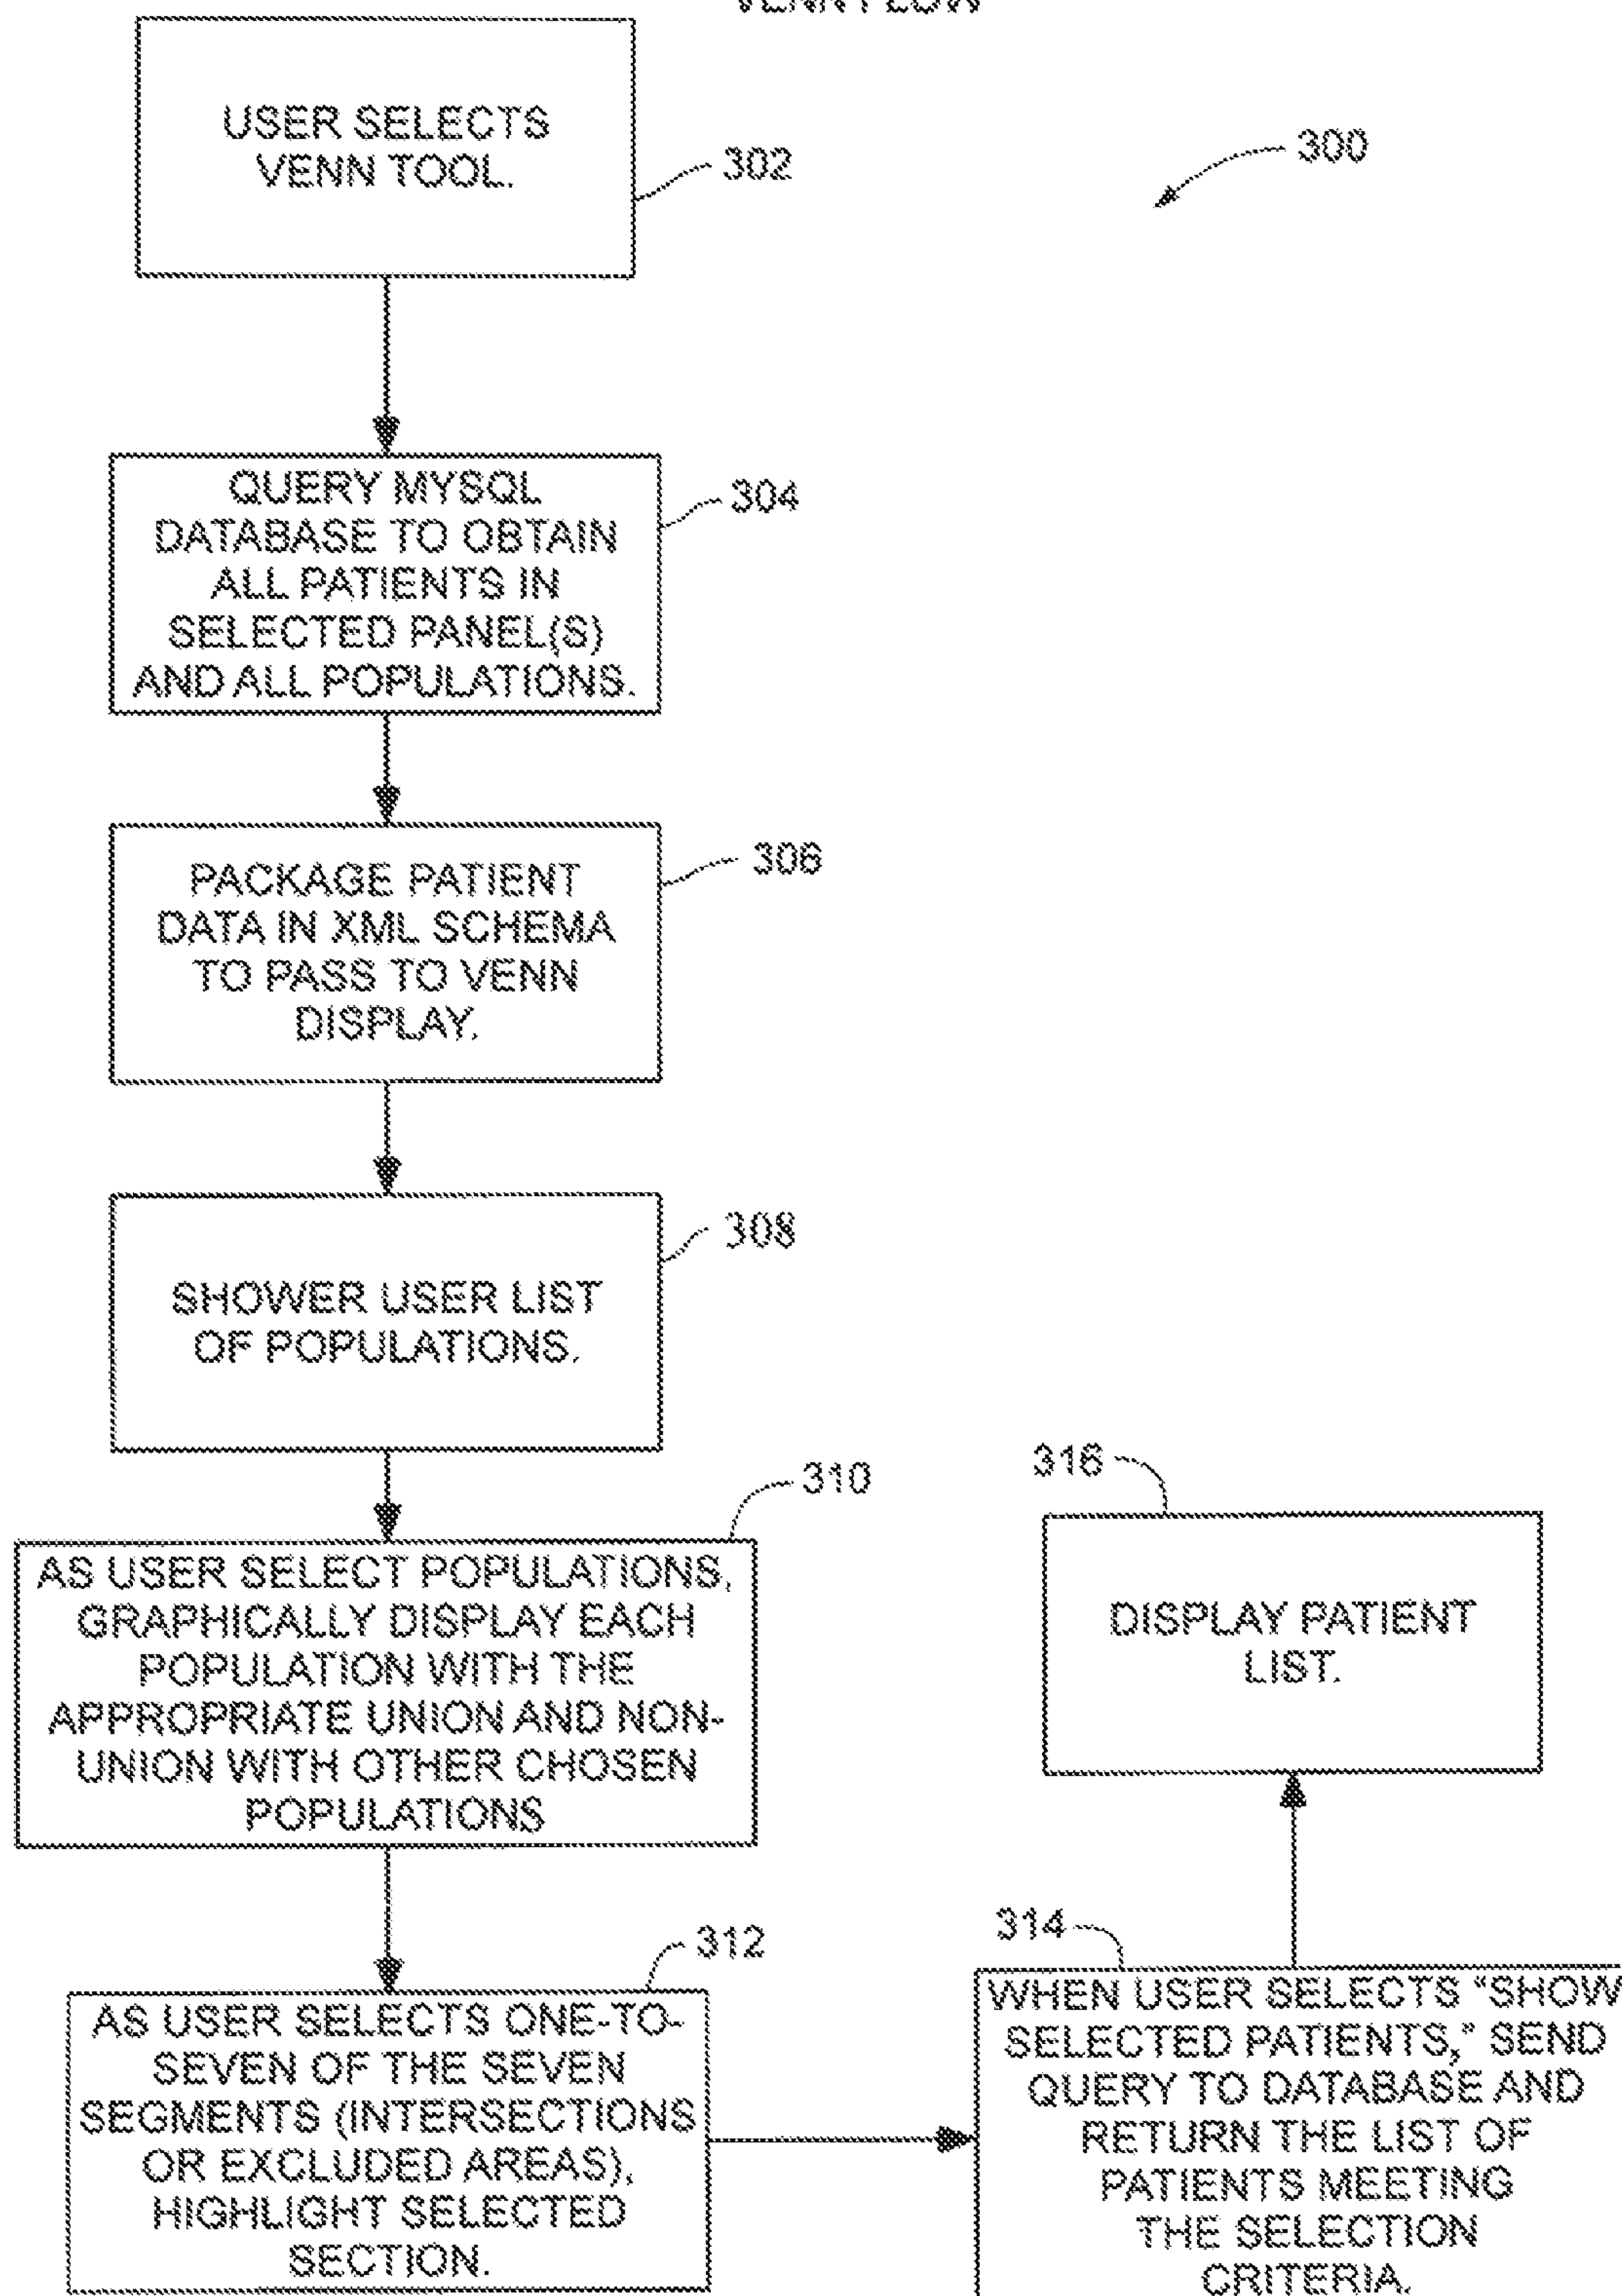 VENN FLOW
USER SELECTS
VENN TOOL.
302
300
QUERY MYSQL
DATABASE TO OBTAIN
ALL PATIENTS IN
SELECTED PANEL(S)
AND ALL POPULATIONS.
304
PACKAGE PATIENT
DATA IN XML SCHEMA
TO PASS TO VENN
DISPLAY.
306
SHOWER USER LIST
OF POPULATIONS.
308
AS USER SELECT POPULATIONS,
GRAPHICALLY DISPLAY EACH
POPULATION WITH THE
APPROPRIATE UNION AND NON-
UNION WITH OTHER CHOSEN
POPULATIONS
310
AS USER SELECTS ONE-TO-
SEVEN OF THE SEVEN
SEGMENTS (INTERSECTIONS
OR EXCLUDED AREAS),
HIGHLIGHT SELECTED
SECTION.
312
314
WHEN USER SELECTS "SHOW
SELECTED PATIENTS," SEND
QUERY TO DATABASE AND
RETURN THE LIST OF
PATIENTS MEETING
THE SELECTION
CRITERIA.
316
DISPLAY PATIENT
LIST.